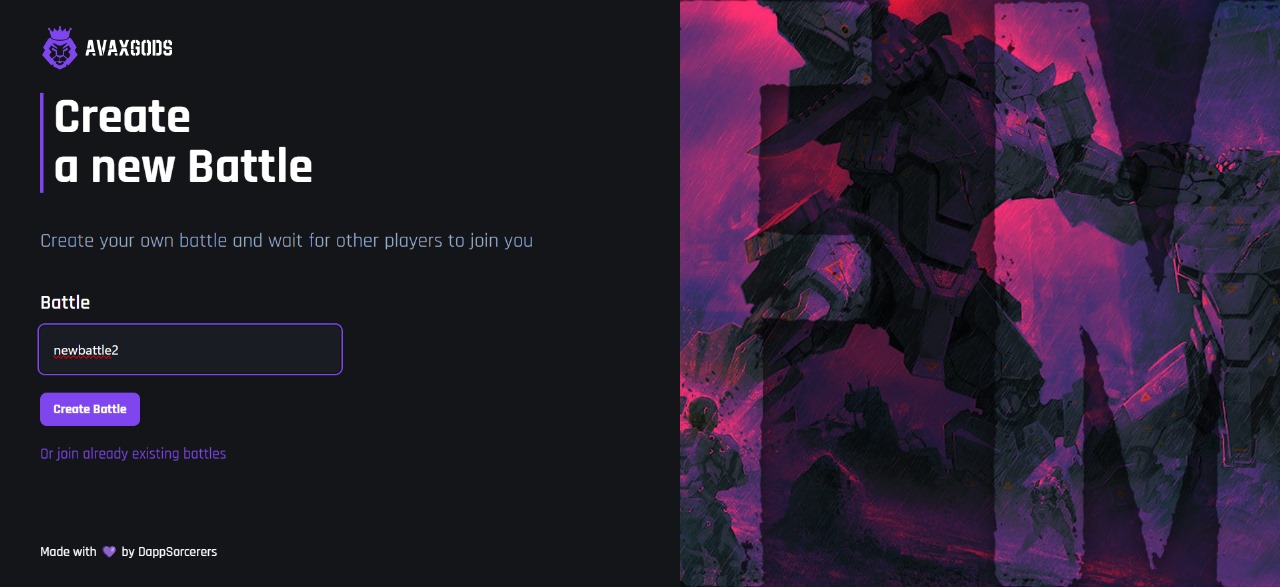 AVAXGODS
Create
a new Battle
Create your own battle and wait for other players to join you
Battle
newbattle2
Create Battle
Or join already existing battles
Made with 💜 by DappSorcerers